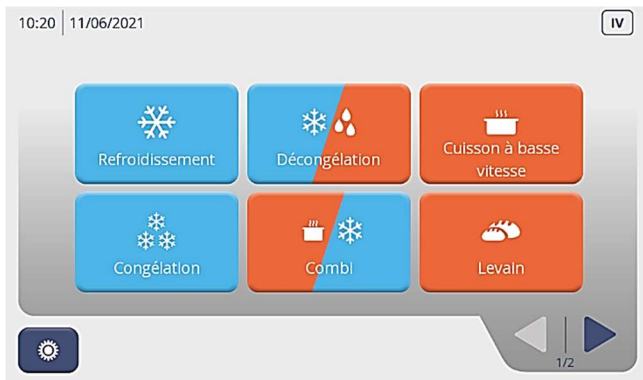 10:20 11/06/2021
IV
Refroidissement
Décongélation
Cuisson à basse
vitesse
Congélation
Combi
Levain
1/2